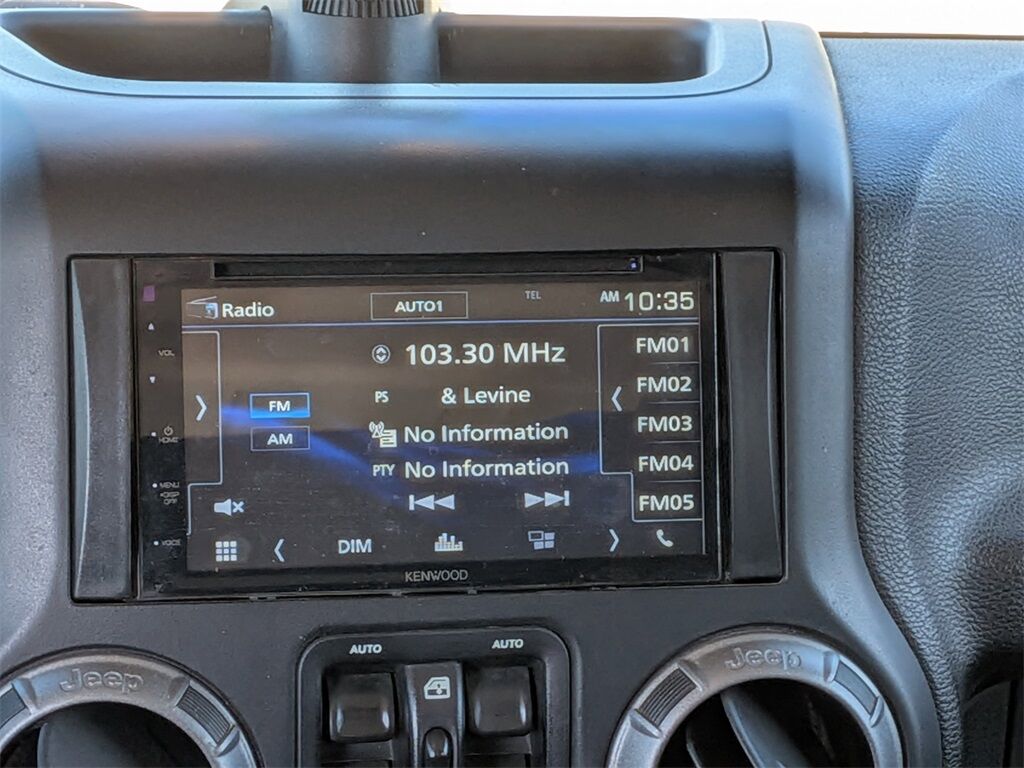 Radio AUTO1 TEL AM 10:35
VOL
103.30 MHz
FM01
PS & Levine
FM02
FM
No Information
FM03
AM
HOME
PTY No Information
FM04
MENU
DISP
OFF
FM05
VOICE
DIM
KENWOOD
AUTO AUTO
Jeep Jeep